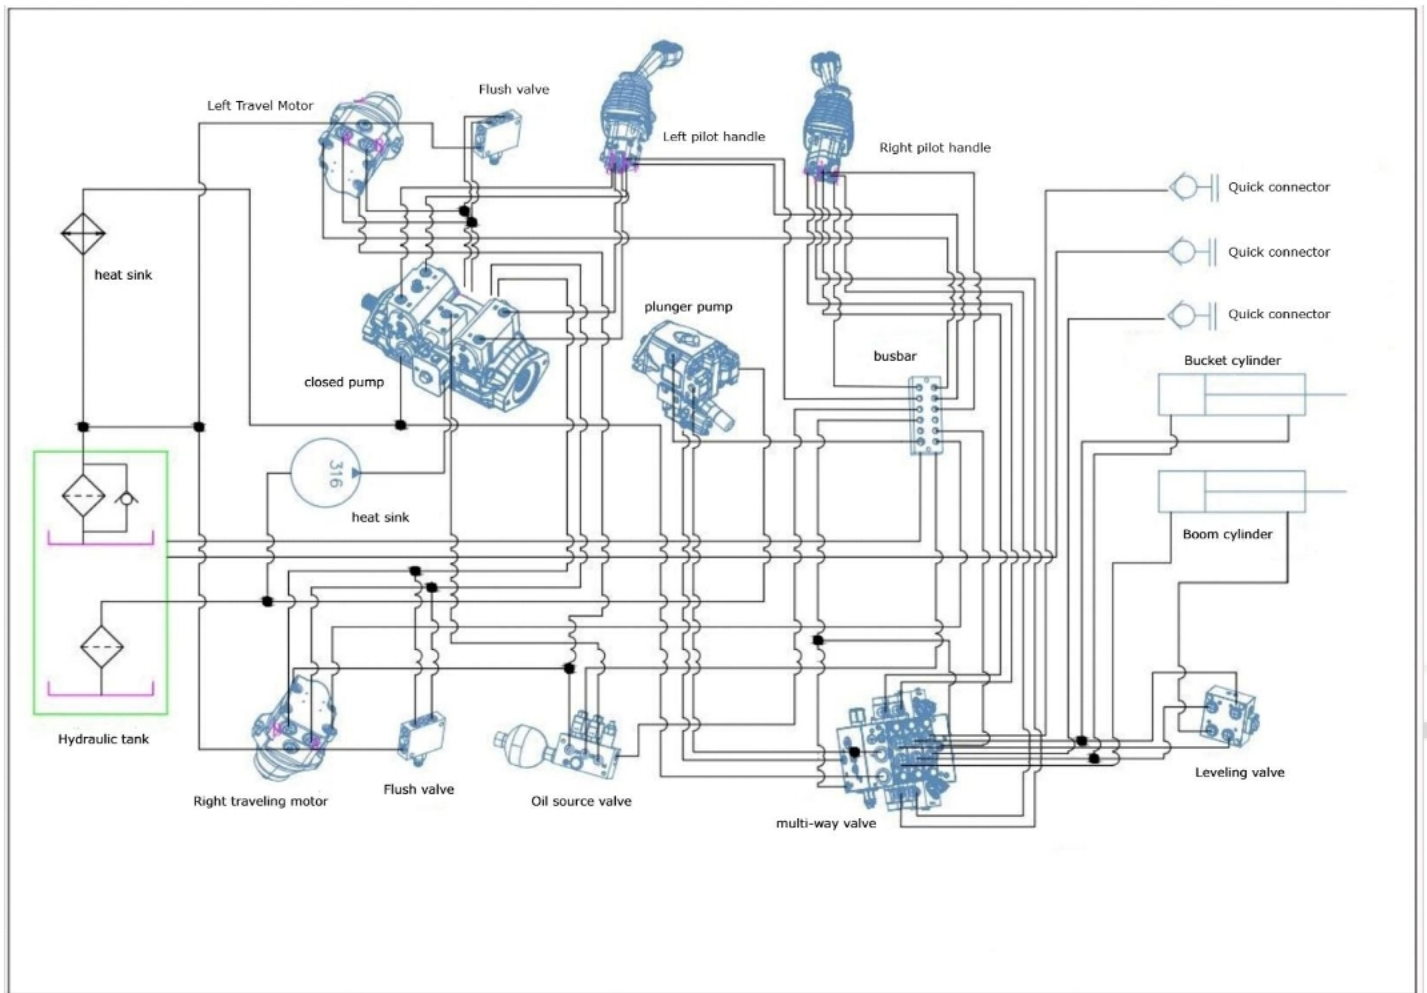 Flush valve
Left Travel Motor
Left pilot handle
Right pilot handle
Quick connector
heat sink
Quick connector
plunger pump
Quick connector
busbar
Bucket cylinder
closed pump
316
heat sink
Boom cylinder
Hydraulic tank
Leveling valve
Flush valve
Right traveling motor
Oil source valve
multi-way valve